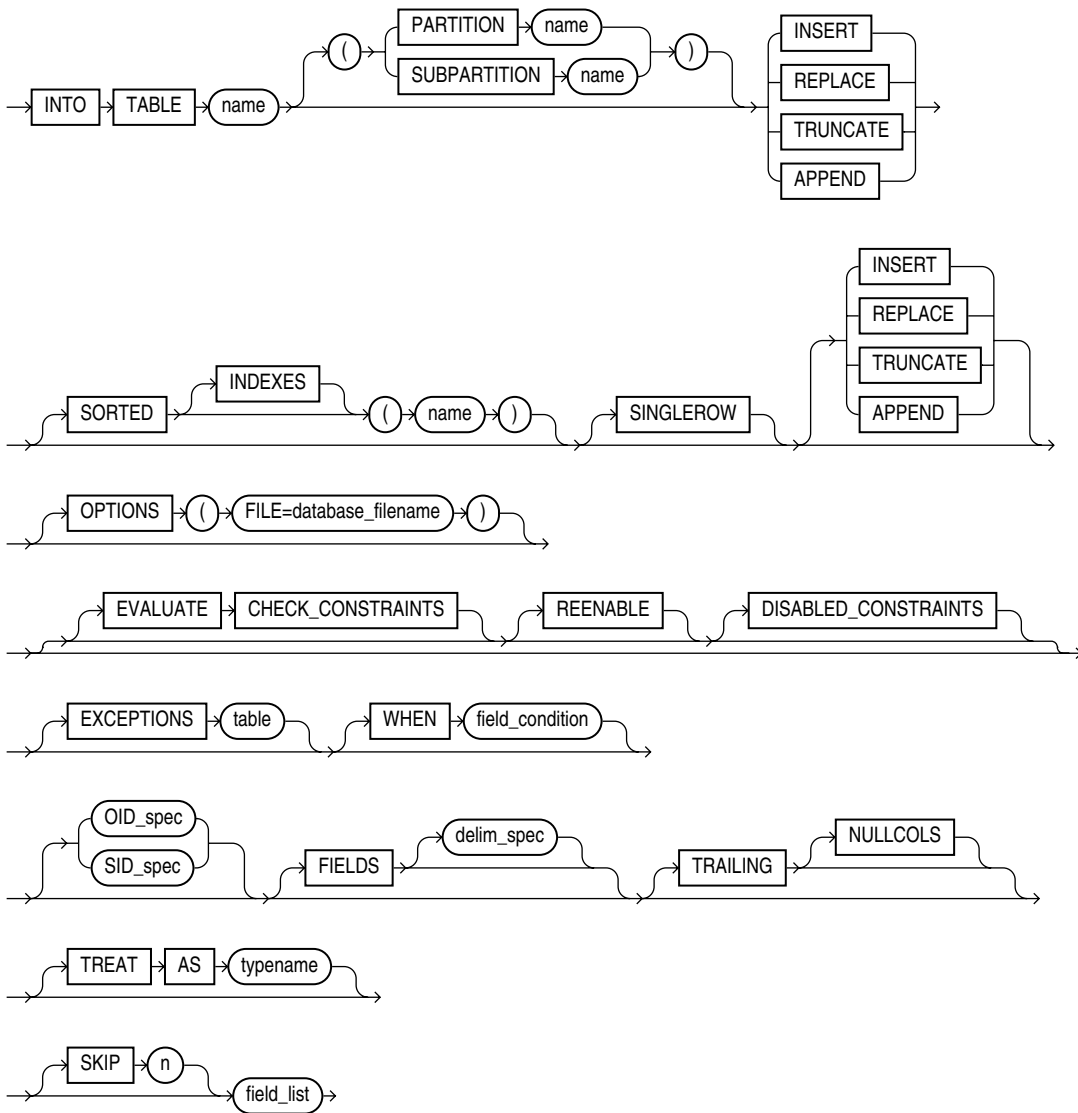 PARTITION name INSERT
( SUBPARTITION name ) REPLACE
INTO TABLE name TRUNCATE
APPEND
INSERT
REPLACE
INDEXES TRUNCATE
SORTED ( name ) SINGLEROW APPEND
OPTIONS ( FILE=database_filename )
EVALUATE CHECK_CONSTRAINTS REENABLE DISABLED_CONSTRAINTS
EXCEPTIONS table WHEN field_condition
OID_spec delim_spec NULLCOLS
SID_spec FIELDS TRAILING
TREAT AS typename
SKIP n
field_list